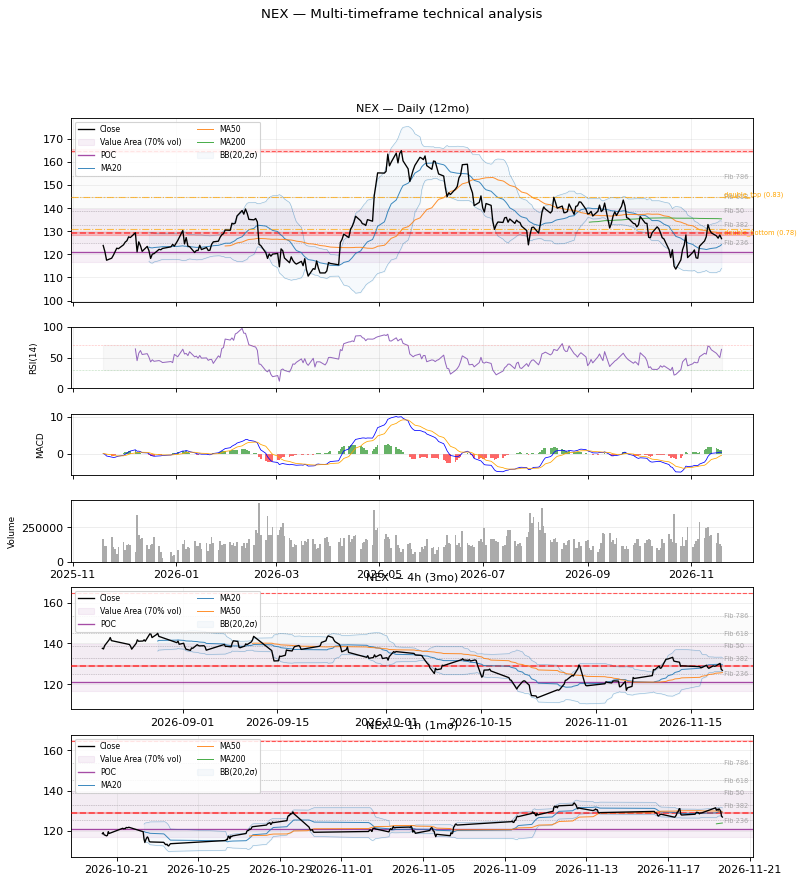 NEX — Multi-timeframe technical analysis
NEX — Daily (12mo)
Close
Value Area (70% vol)
POC
MA20
MA50
MA200
BB(20,2σ)
170
160
150
140
130
120
110
100
Fib 786
double_top (0.83)
Fib 50
Fib 382
Fib 236
RSI(14)
100
50
0
MACD
10
0
Volume
250000
0
2025-11
2026-01
2026-03
2026-05
2026-07
2026-09
2026-11
NEX — 4h (3mo)
Close
Value Area (70% vol)
POC
MA20
MA50
BB(20,2σ)
160
140
120
Fib 786
Fib 618
Fib 50
Fib 382
Fib 236
2026-09-01
2026-09-15
2026-10-01
2026-10-15
2026-11-01
2026-11-15
NEX — 1h (1mo)
Close
Value Area (70% vol)
POC
MA20
MA50
MA200
BB(20,2σ)
160
140
120
Fib 786
Fib 618
Fib 50
Fib 382
Fib 236
2026-10-21
2026-10-25
2026-10-29
2026-11-01
2026-11-05
2026-11-09
2026-11-13
2026-11-17
2026-11-21